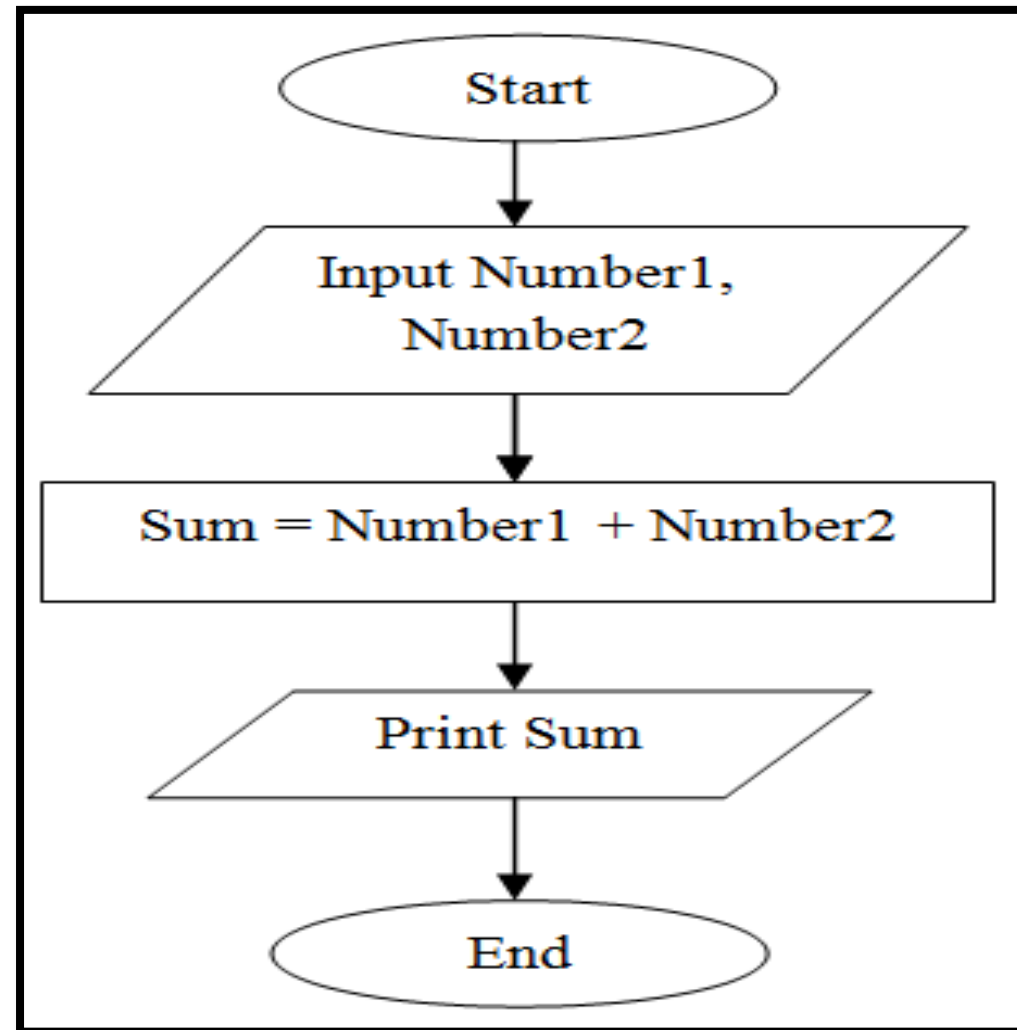 Start
Input Number1,
Number2
Sum = Number1 + Number2
Print Sum
End